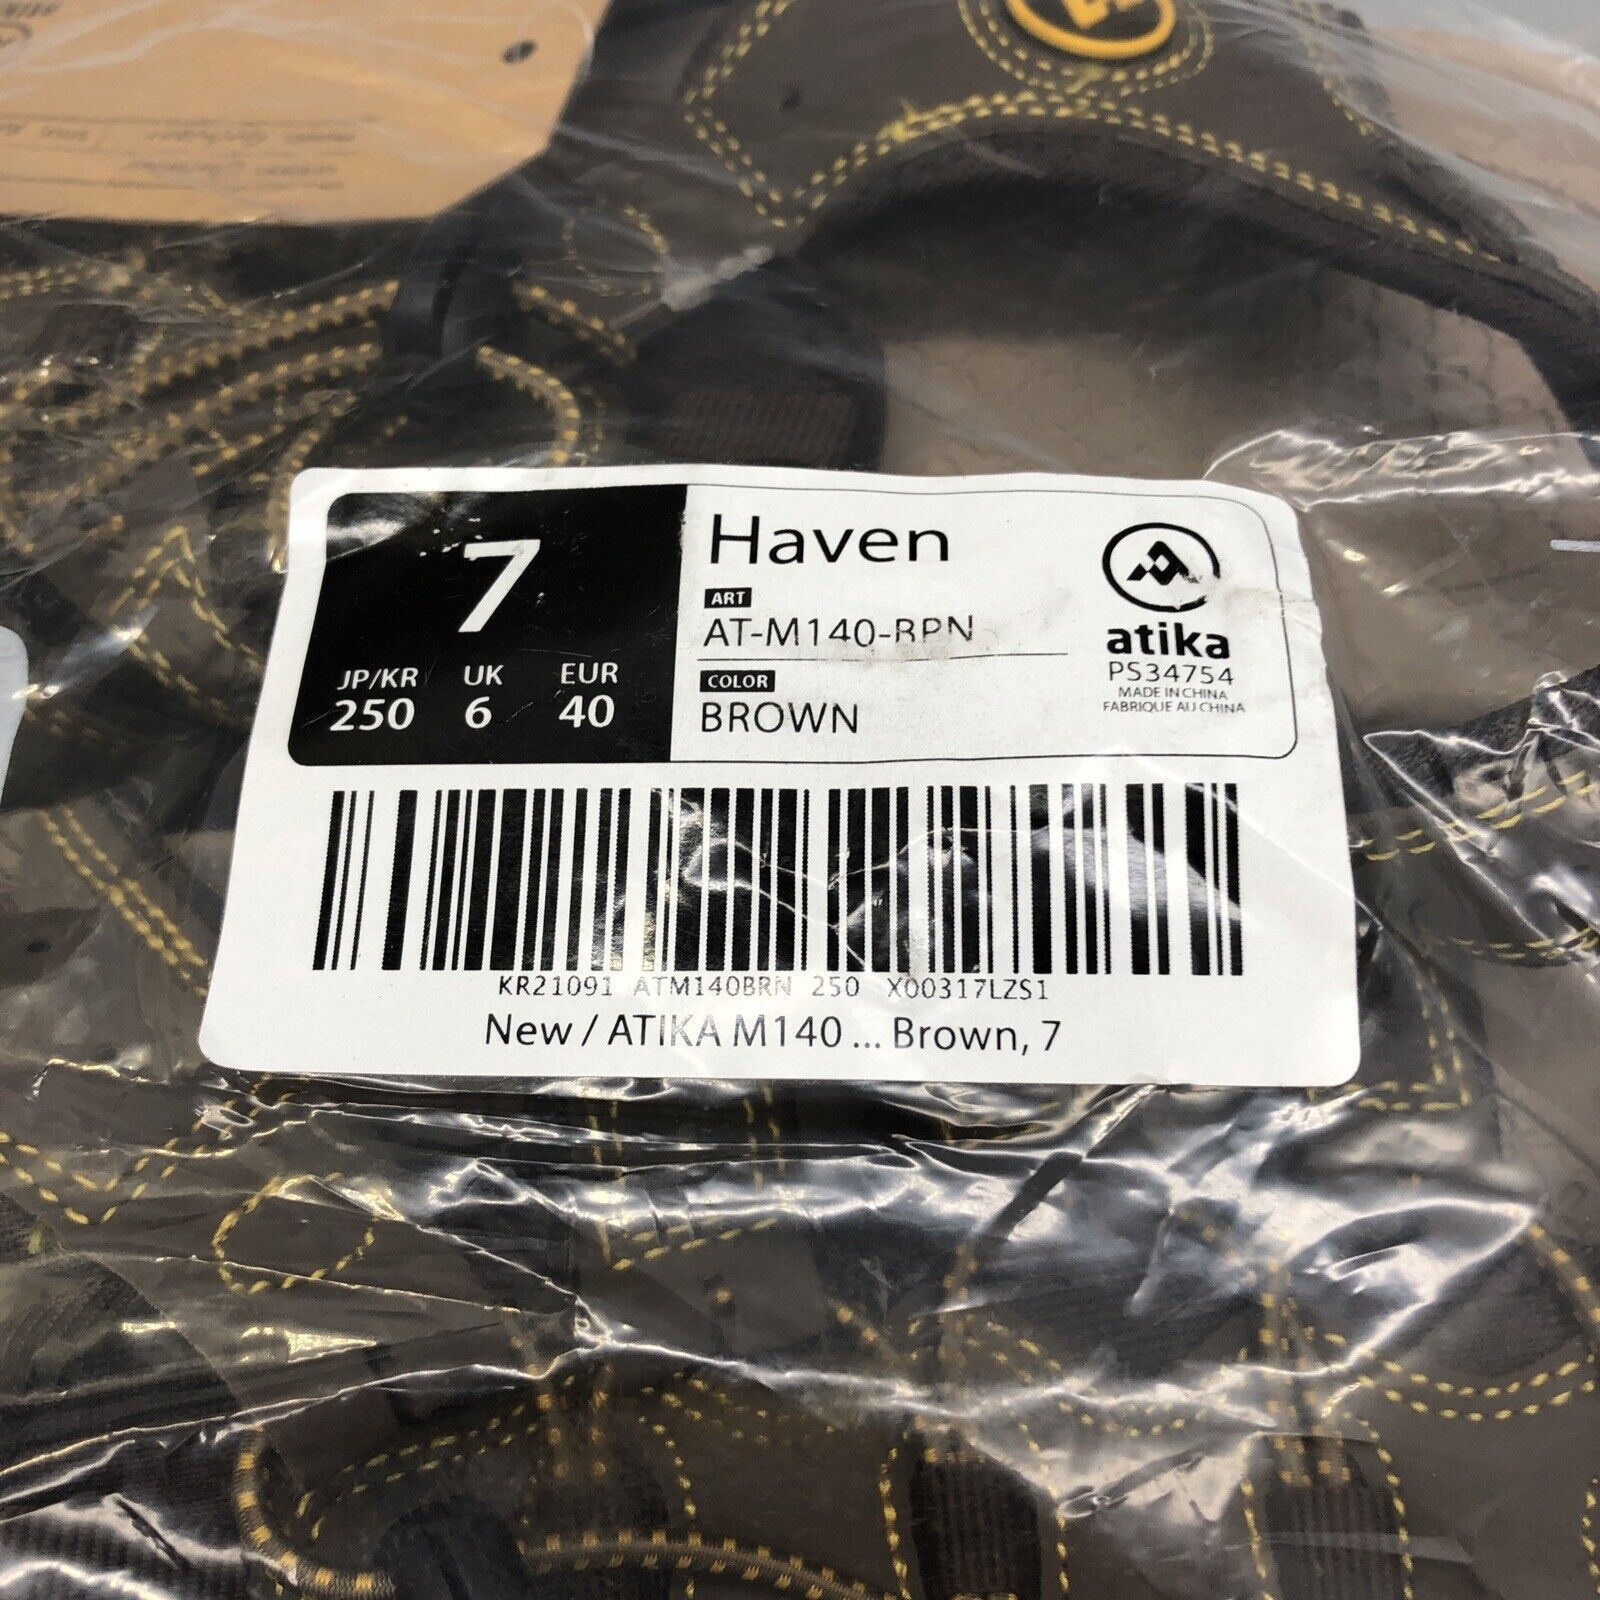 7
JP/KR UK EUR
250 6 40
Haven
ART
AT-M140-BRN
COLOR
BROWN
atika
PS34754
MADE IN CHINA
FABRIQUE AU CHINA
KR21091 ATM140BRN 250 X00317LZS1
New / ATIKA M140 ... Brown, 7